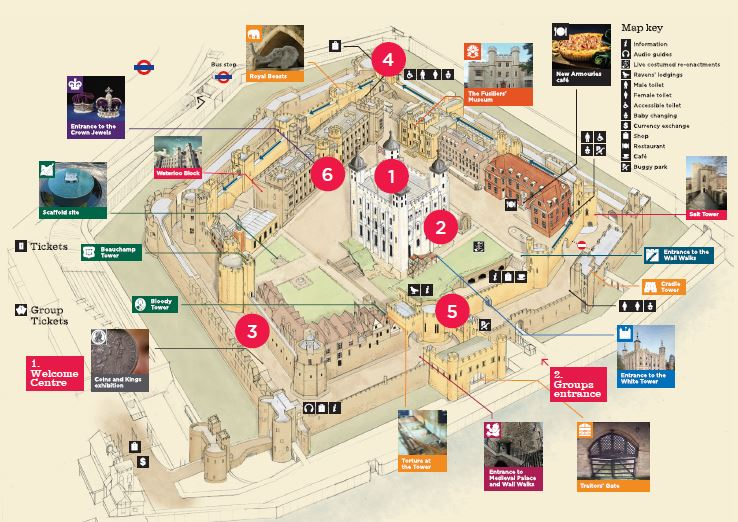 Map key
Information
Audio guides
Live costumed re-enactments
Ravens' lodgings
Male toilet
Female toilet
Accessible toilet
Baby changing
Currency exchange
Shop
Restaurant
Café
Buggy park
Bus stop
Royal Beasts
4
The Fusiliers'
Museum
New Armouries
café
Entrance to the
Crown Jewels
Waterloo Block
6
1
Scaffold site
2
Salt Tower
Tickets
Beauchamp
Tower
Entrance to the
Wall Walks
Cradle
Tower
Group
Tickets
Bloody
Tower
3
5
1.
Welcome
Centre
Coins and Kings
exhibition
2.
Groups
entrance
Entrance to the
White Tower
Torture at
the Tower
Entrance to
Medieval Palace
and Wall Walks
Traitors' Gate